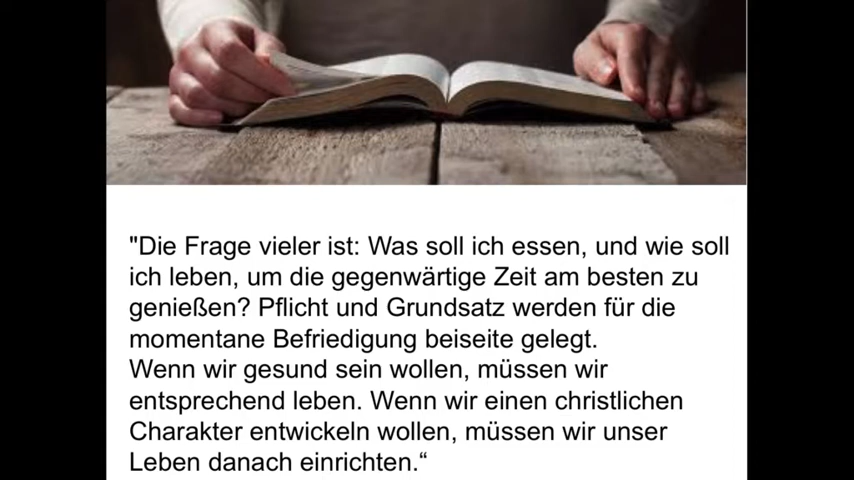 "Die Frage vieler ist: Was soll ich essen, und wie soll
ich leben, um die gegenwärtige Zeit am besten zu
genießen? Pflicht und Grundsatz werden für die
momentane Befriedigung beiseite gelegt.
Wenn wir gesund sein wollen, müssen wir
entsprechend leben. Wenn wir einen christlichen
Charakter entwickeln wollen, müssen wir unser
Leben danach einrichten.“